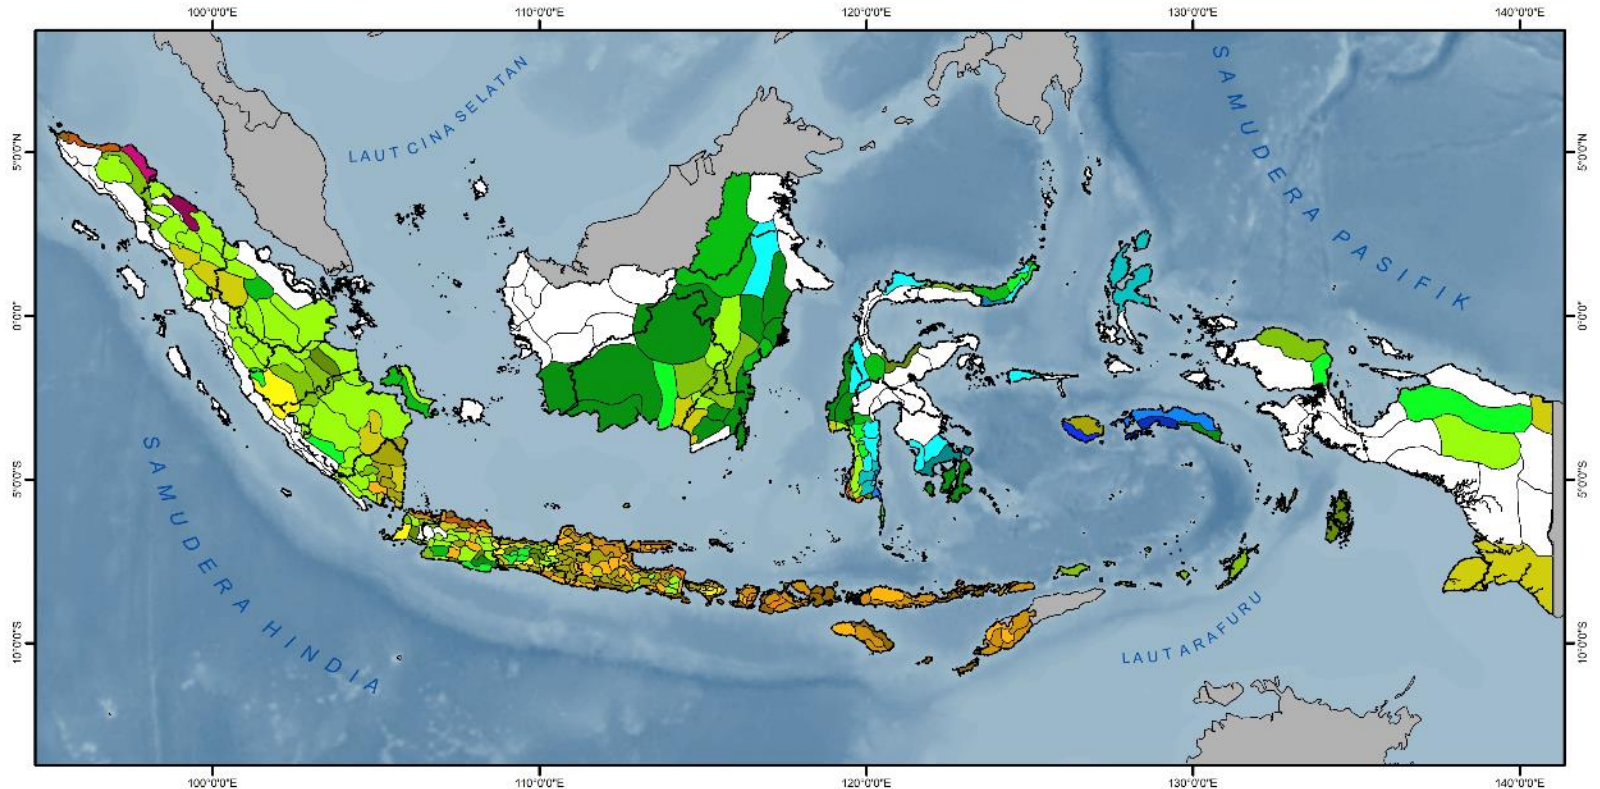 100°0'0"E 110°0'0"E 120°0'0"E 130°0'0"E 140°0'0"E
LAUT CINA SELATAN
SAMUDERA PASIFIK
5°0'0"N 5°0'0"N
0°0'0" 0°0'0"
5°0'0"S 5°0'0"S
SAMUDERA HINDIA
LAUT ARAFURU
10°0'0"S 10°0'0"S
100°0'0"E 110°0'0"E 120°0'0"E 130°0'0"E 140°0'0"E